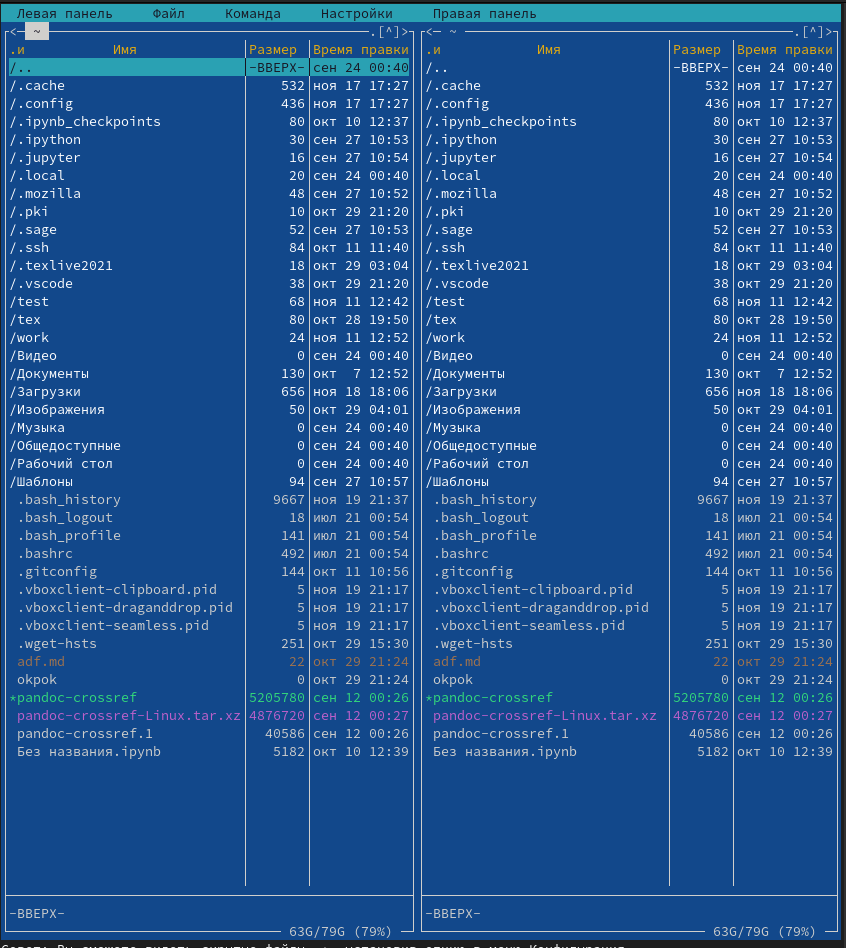 Левая панель Файл Команда Настройки Правая панель
<- ~ .[^]>
.и Имя Размер Время правки
/.. -ВВЕРХ- сен 24 00:40
/.cache 532 ноя 17 17:27
/.config 436 ноя 17 17:27
/.ipynb_checkpoints 80 окт 10 12:37
/.ipython 30 сен 27 10:53
/.jupyter 16 сен 27 10:54
/.local 20 сен 24 00:40
/.mozilla 48 сен 27 10:52
/.pki 10 окт 29 21:20
/.sage 52 сен 27 10:53
/.ssh 84 окт 11 11:40
/.texlive2021 18 окт 29 03:04
/.vscode 38 окт 29 21:20
/test 68 ноя 11 12:42
/tex 80 окт 28 19:50
/work 24 ноя 11 12:52
/Видео 0 сен 24 00:40
/Документы 130 окт 7 12:52
/Загрузки 656 ноя 18 18:06
/Изображения 50 окт 29 04:01
/Музыка 0 сен 24 00:40
/Общедоступные 0 сен 24 00:40
/Рабочий стол 0 сен 24 00:40
/Шаблоны 94 сен 27 10:57
.bash_history 9667 ноя 19 21:37
.bash_logout 18 июл 21 00:54
.bash_profile 141 июл 21 00:54
.bashrc 492 июл 21 00:54
.gitconfig 144 окт 11 10:56
.vboxclient-clipboard.pid 5 ноя 19 21:17
.vboxclient-draganddrop.pid 5 ноя 19 21:17
.vboxclient-seamless.pid 5 ноя 19 21:17
.wget-hsts 251 окт 29 15:30
adf.md 22 окт 29 21:24
okpok 0 окт 29 21:24
*pandoc-crossref 5205780 сен 12 00:26
pandoc-crossref-Linux.tar.xz 4876720 сен 12 00:27
pandoc-crossref.1 40586 сен 12 00:26
Без названия.ipynb 5182 окт 10 12:39
-ВВЕРХ-
63G/79G (79%)
<- ~ .[^]>
.и Имя Размер Время правки
/.. -ВВЕРХ- сен 24 00:40
/.cache 532 ноя 17 17:27
/.config 436 ноя 17 17:27
/.ipynb_checkpoints 80 окт 10 12:37
/.ipython 30 сен 27 10:53
/.jupyter 16 сен 27 10:54
/.local 20 сен 24 00:40
/.mozilla 48 сен 27 10:52
/.pki 10 окт 29 21:20
/.sage 52 сен 27 10:53
/.ssh 84 окт 11 11:40
/.texlive2021 18 окт 29 03:04
/.vscode 38 окт 29 21:20
/test 68 ноя 11 12:42
/tex 80 окт 28 19:50
/work 24 ноя 11 12:52
/Видео 0 сен 24 00:40
/Документы 130 окт 7 12:52
/Загрузки 656 ноя 18 18:06
/Изображения 50 окт 29 04:01
/Музыка 0 сен 24 00:40
/Общедоступные 0 сен 24 00:40
/Рабочий стол 0 сен 24 00:40
/Шаблоны 94 сен 27 10:57
.bash_history 9667 ноя 19 21:37
.bash_logout 18 июл 21 00:54
.bash_profile 141 июл 21 00:54
.bashrc 492 июл 21 00:54
.gitconfig 144 окт 11 10:56
.vboxclient-clipboard.pid 5 ноя 19 21:17
.vboxclient-draganddrop.pid 5 ноя 19 21:17
.vboxclient-seamless.pid 5 ноя 19 21:17
.wget-hsts 251 окт 29 15:30
adf.md 22 окт 29 21:24
okpok 0 окт 29 21:24
*pandoc-crossref 5205780 сен 12 00:26
pandoc-crossref-Linux.tar.xz 4876720 сен 12 00:27
pandoc-crossref.1 40586 сен 12 00:26
Без названия.ipynb 5182 окт 10 12:39
-ВВЕРХ-
63G/79G (79%)